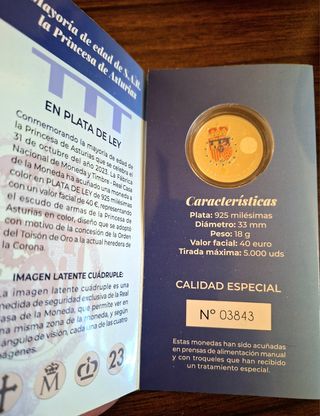 Mayoría de edad de S.A.R.
la Princesa de Asturias
EN PLATA DE LEY
Conmemorando la mayoría de edad de
la Princesa de Asturias que se celebra el
31 de octubre del año 2023, La Fábrica
Nacional de Moneda y Timbre - Real Casa
de la Moneda ha acuñado una moneda a
color en PLATA DE LEY de 925 milésimas
con un valor facial de 40 €, representando
el escudo de armas de la Princesa de
Asturias en color, diseño que se adoptó
con motivo de la concesión de la Orden
del Toisón de Oro a la actual heredera de
la Corona.
IMAGEN LATENTE CUÁDRUPLE:
La imagen latente cuádruple es una
medida de seguridad exclusiva de la Real
Casa de la Moneda, que permite ver en
una misma zona de la moneda, y según
ángulo de visión, cada una de las cuatro
imágenes.
M
23
Características
Plata: 925 milésimas
Diámetro: 33 mm
Peso: 18 g
Valor facial: 40 euro
Tirada máxima: 5.000 uds
CALIDAD ESPECIAL
Nº 03843
Estas monedas han sido acuñadas
en prensas de alimentación manual
y con troqueles que han recibido
un tratamiento especial.